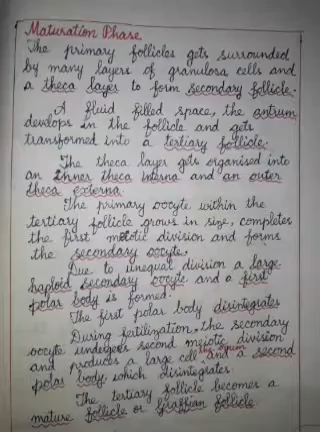 Maturation Phase
The primary follicles gets surrounded
by many layers of granulosa cells and
a theca layer to form secondary follicle.
A fluid filled space, the antrum
develops in the follicle and gets
transformed into a tertiary follicle.
The theca layer gets organised into
an inner theca interna and an outer
theca externa.
The primary oocyte within the
tertiary follicle grows in size, completes
the first meiotic division and forms
the secondary oocyte.
Due to unequal division a large
haploid secondary oocyte and a first
polar body is formed.
The first polar body disintegrates.
During fertilization, the secondary
oocyte undergoes second meiotic division
and produces a large cell, the ovum and a second
polar body which disintegrates.
The tertiary follicle becomes a
mature follicle or graffian follicle.